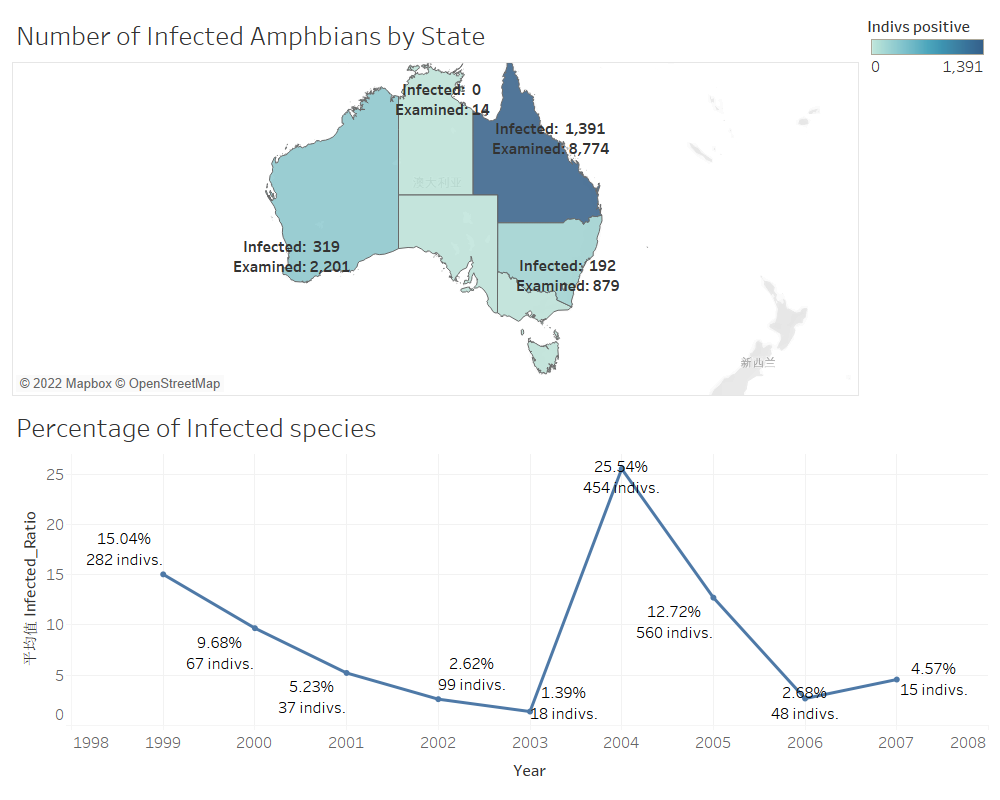 Number of Infected Amphbians by State
Indivs positive
0
1,391
Infected: 0
Examined: 14
Infected: 1,391
Examined: 8,774
澳大利亚
Infected: 319
Examined: 2,201
Infected: 192
Examined: 879
新西兰
© 2022 Mapbox © OpenStreetMap
Percentage of Infected species
平均值 Infected_Ratio
25
20
15
10
5
0
15.04%
282 indivs.
9.68%
67 indivs.
5.23%
37 indivs.
2.62%
99 indivs.
1.39%
18 indivs.
25.54%
454 indivs.
12.72%
560 indivs.
2.68%
48 indivs.
4.57%
15 indivs.
1998
1999
2000
2001
2002
2003
2004
2005
2006
2007
2008
Year